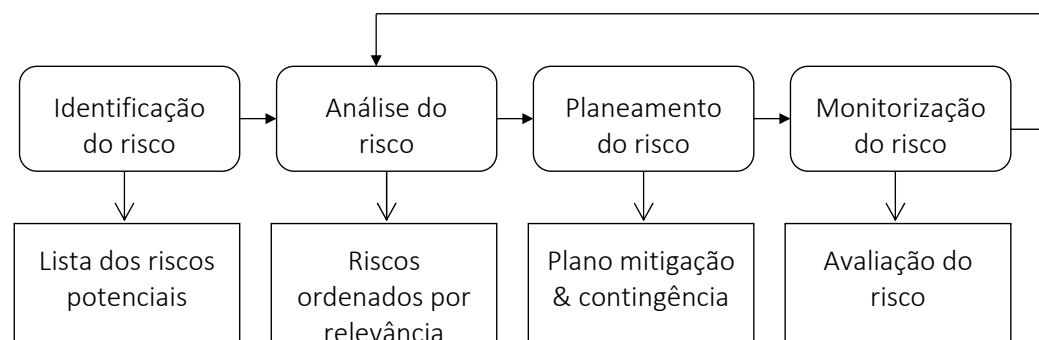 Identificação
do risco
Análise do
risco
Planeamento
do risco
Monitorização
do risco
Lista dos riscos
potenciais
Riscos
ordenados por
relevância
Plano mitigação
& contingência
Avaliação do
risco